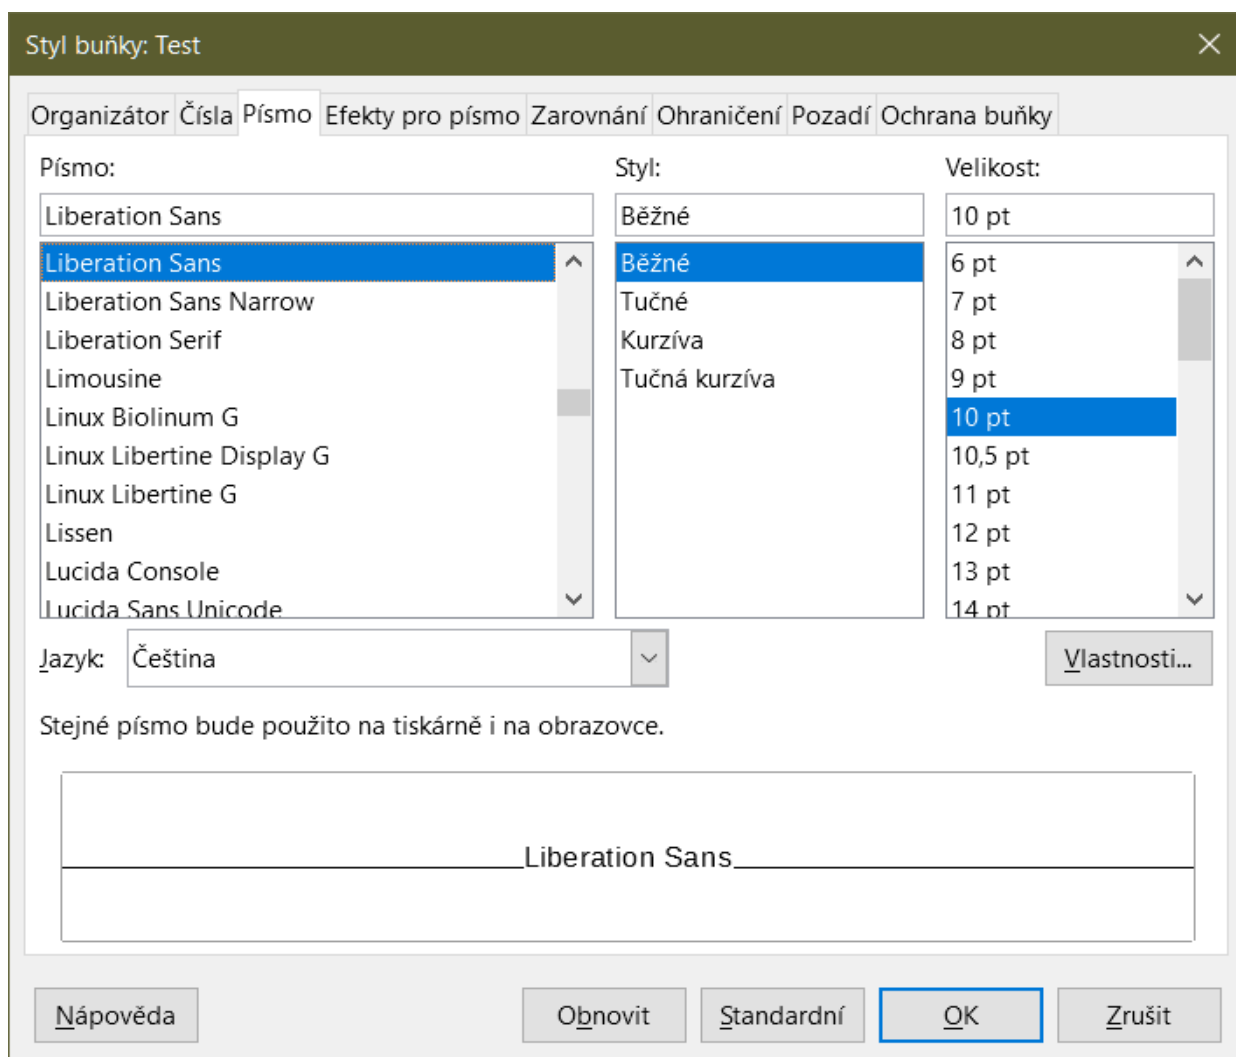 Styl buňky: Test
Organizátor Čísla Písmo Efekty pro písmo Zarovnání Ohraničení Pozadí Ochrana buňky
Písmo: Styl: Velikost:
Liberation Sans Běžné 10 pt
Liberation Sans Běžné 6 pt
Liberation Sans Narrow Tučné 7 pt
Liberation Serif Kurzíva 8 pt
Limousine Tučná kurzíva 9 pt
Linux Biolinum G 10 pt
Linux Libertine Display G 10,5 pt
Linux Libertine G 11 pt
Lissen 12 pt
Lucida Console 13 pt
Lucida Sans Unicode 14 pt
Jazyk: Čeština Vlastnosti...
Stejné písmo bude použito na tiskárně i na obrazovce.
Liberation Sans
Nápověda Obnovit Standardní OK Zrušit